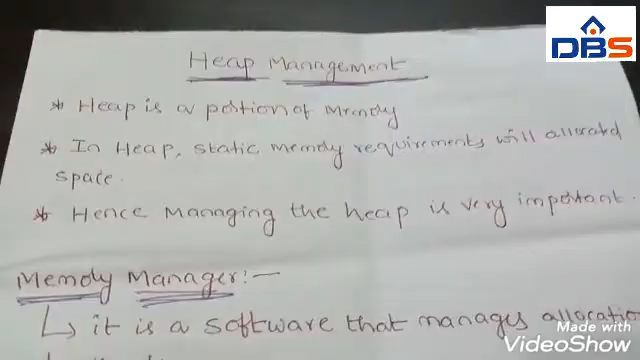 DBS
Heap Management
* Heap is a portion of Memory
* In Heap, static memory requirements will allocated
space.
* Hence Managing the heap is very important.
Memory Manager:-
↳ it is a software that manages allocation
Made with
VideoShow